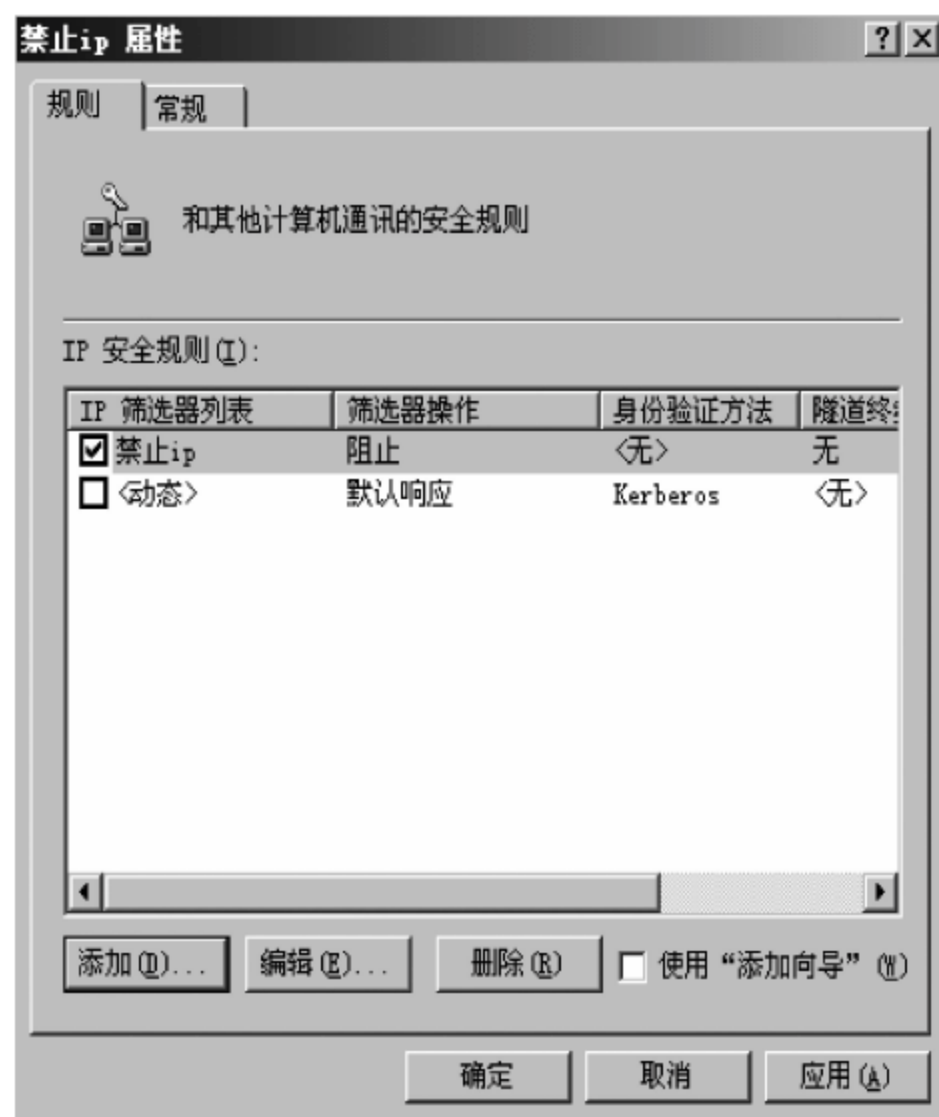 禁止ip 属性
规则 常规
和其他计算机通讯的安全规则
IP 安全规则(I):
IP 筛选器列表 筛选器操作 身份验证方法 隧道终
禁止ip 阻止 <无> 无
<动态> 默认响应 Kerberos <无>
添加(D)... 编辑(E)... 删除(R) 使用“添加向导” (W)
确定 取消 应用(A)